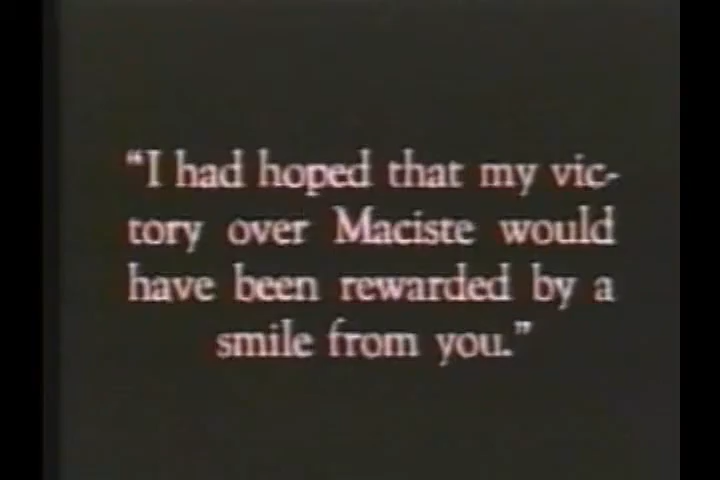 “I had hoped that my vic-
tory over Maciste would
have been rewarded by a
smile from you.”